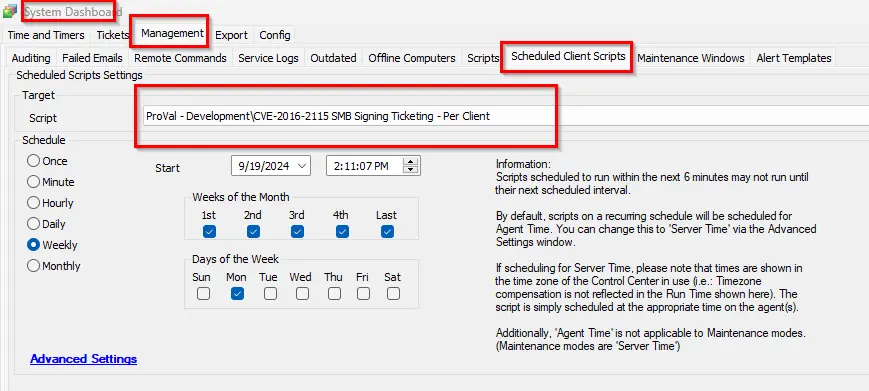 System Dashboard
Time and Timers Tickets Management Export Config
Auditing Failed Emails Remote Commands Service Logs Outdated Offline Computers Scripts Scheduled Client Scripts Maintenance Windows Alert Templates
Scheduled Scripts Settings
Target
Script ProVal - Development\CVE-2016-2115 SMB Signing Ticketing - Per Client
Schedule
Once
Minute
Hourly
Daily
Weekly
Monthly
Start 9/19/2024 2:11:07 PM
Weeks of the Month
1st 2nd 3rd 4th Last
Days of the Week
Sun Mon Tue Wed Thu Fri Sat
Information:
Scripts scheduled to run within the next 6 minutes may not run until
their next scheduled interval.
By default, scripts on a recurring schedule will be scheduled for
Agent Time. You can change this to 'Server Time' via the Advanced
Settings window.
If scheduling for Server Time, please note that times are shown in
the time zone of the Control Center in use (i.e.: Timezone
compensation is not reflected in the Run Time shown here). The
script is simply scheduled at the appropriate time on the agent(s).
Additionally, 'Agent Time' is not applicable to Maintenance modes.
(Maintenance modes are 'Server Time')
Advanced Settings